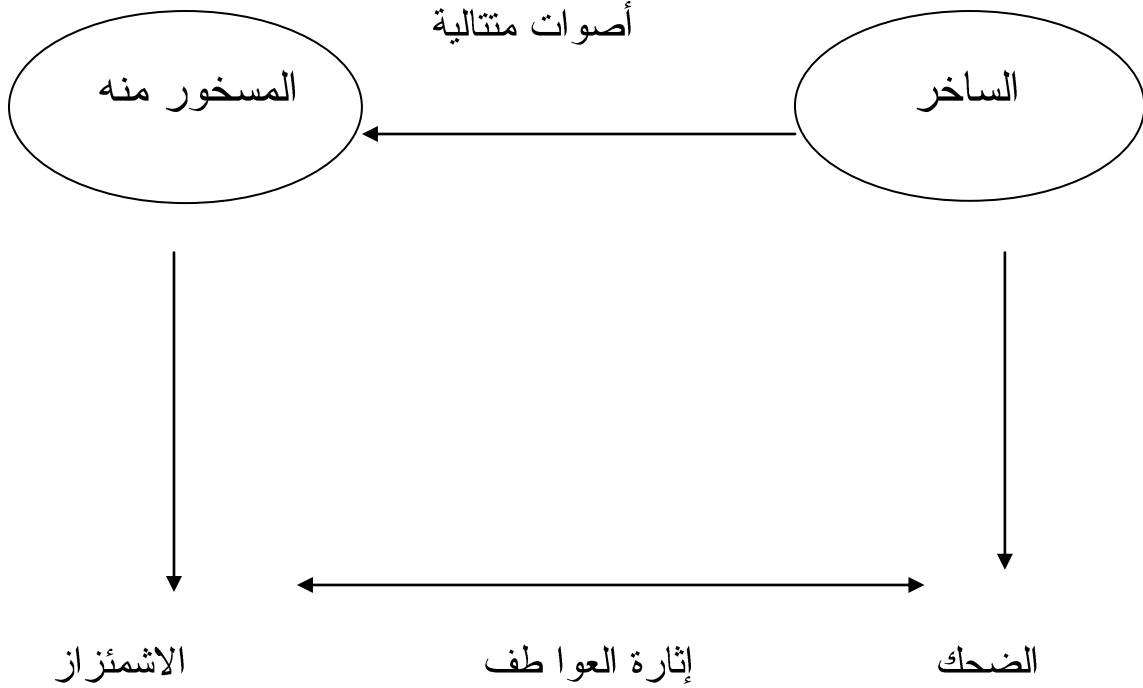 أصوات متتالية
الساخر
المسخور منه
الضحك
إثارة العوا طف
الاشمئزاز